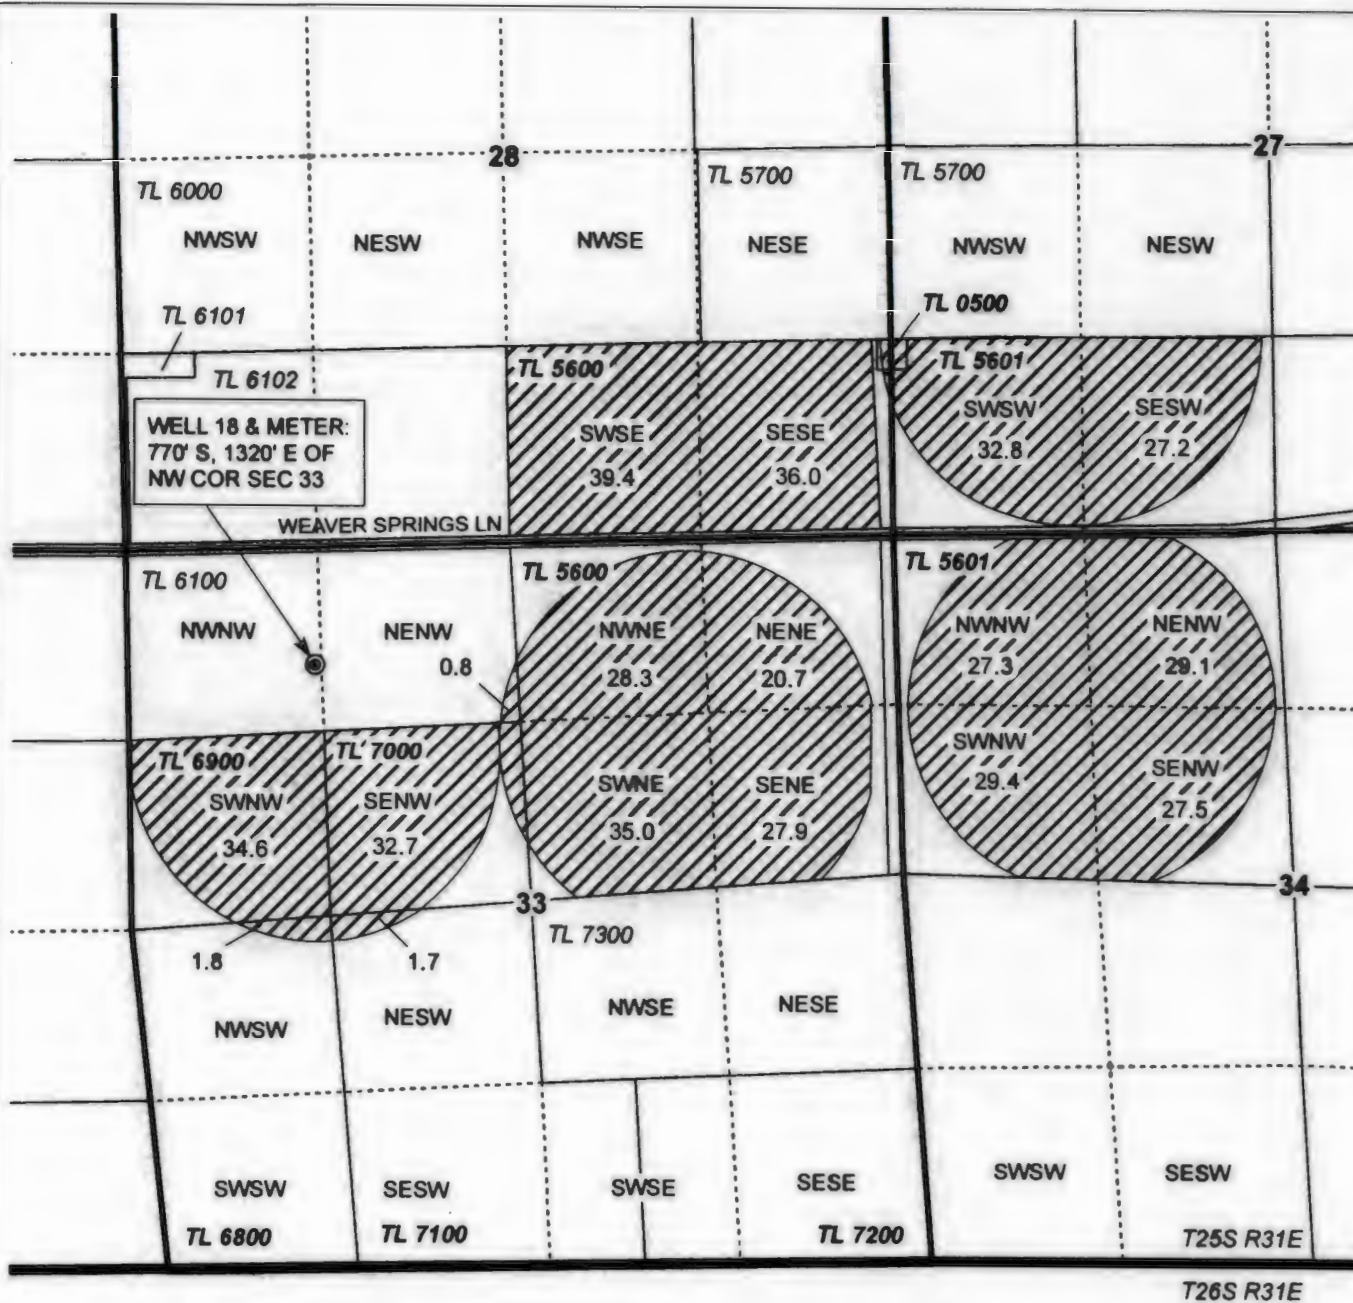 28
27
TL 6000
TL 5700
TL 5700
NWSW
NESW
NWSE
NESE
NWSW
NESW
TL 6101
TL 0500
TL 6102
TL 5600
TL 5601
WELL 18 & METER:
770' S, 1320' E OF
NW COR SEC 33
SWSE
39.4
SESE
36.0
SWSW
32.8
SESW
27.2
WEAVER SPRINGS LN
TL 6100
TL 5600
TL 5601
NWNW
NENW
0.8
NWNE
28.3
NENE
20.7
NWNW
27.3
NENW
29.1
TL 6900
TL 7000
SWNW
34.6
SENW
32.7
SWNE
35.0
SENE
27.9
SWNW
29.4
SENW
27.5
33
34
TL 7300
1.8
1.7
NWSW
NESW
NWSE
NESE
SWSW
SESW
SWSE
SESE
SWSW
SESW
TL 6800
TL 7100
TL 7200
T25S R31E
T26S R31E